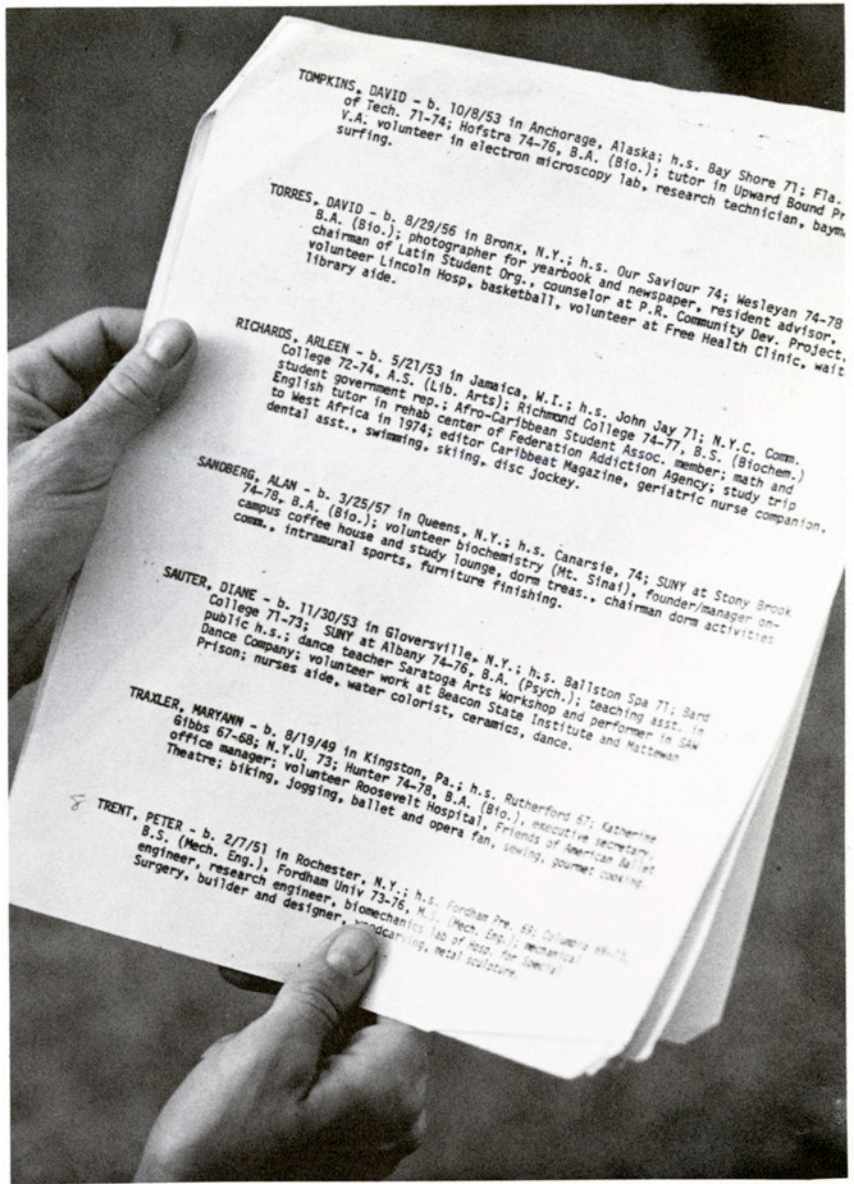 TOMPKINS, DAVID - b. 10/8/53 in Anchorage, Alaska; h.s. Bay Shore 71; Fla.
of Tech. 71-74; Hofstra 74-76, B.A. (Bio.); tutor in Upward Bound Pr
V.A. volunteer in electron microscopy lab, research technician, baym
surfing.
TORRES, DAVID - b. 8/29/56 in Bronx, N.Y.; h.s. Our Saviour 74; Wesleyan 74-78
B.A. (Bio.); photographer for yearbook and newspaper, resident advisor,
chairman of Latin Student Org., counselor at P.R. Community Dev. Project,
volunteer Lincoln Hosp, basketball, volunteer at Free Health Clinic, wait
library aide.
RICHARDS, ARLEEN - b. 5/21/53 in Jamaica, W.I.; h.s. John Jay 71; N.Y.C. Comm.
College 72-74, A.S. (Lib. Arts); Richmond College 74-77, B.S. (Biochem.)
student government rep.; Afro-Caribbean Student Assoc. member; math and
English tutor in rehab center of Federation Addiction Agency; study trip
to West Africa in 1974; editor Caribbeat Magazine, geriatric nurse companion,
dental asst., swimming, skiing, disc jockey.
SANDBERG, ALAN - b. 3/25/57 in Queens, N.Y.; h.s. Canarsie, 74; SUNY at Stony Brook
74-78, B.A. (Bio.); volunteer biochemistry (Mt. Sinai), founder/manager on-
campus coffee house and study lounge, dorm treas., chairman dorm activities
comm., intramural sports, furniture finishing.
SAUTER, DIANE - b. 11/30/53 in Gloversville, N.Y.; h.s. Ballston Spa 71; Bard
College 71-73; SUNY at Albany 74-76, B.A. (Psych.); teaching asst. in
public h.s.; dance teacher Saratoga Arts Workshop and performer in SAW
Dance Company; volunteer work at Beacon State Institute and Mattewan
Prison; nurses aide, water colorist, ceramics, dance.
TRAXLER, MARYANN - b. 8/19/49 in Kingston, Pa.; h.s. Rutherford 67; Katherine
Gibbs 67-68; N.Y.U. 73; Hunter 74-78, B.A. (Bio.), executive secretary,
office manager; volunteer Roosevelt Hospital, Friends of American Ballet
Theatre; biking, jogging, ballet and opera fan, sewing, gourmet cooking.
8 TRENT, PETER - b. 2/7/51 in Rochester, N.Y.; h.s. Fordham Pre. 69; Columbia
B.S. (Mech. Eng.), Fordham Univ 73-76, M.S. (Mech. Eng.); mechanical
engineer, research engineer, biomechanics lab of Hosp. for Special
Surgery, builder and designer, woodcarving, metal sculpture.